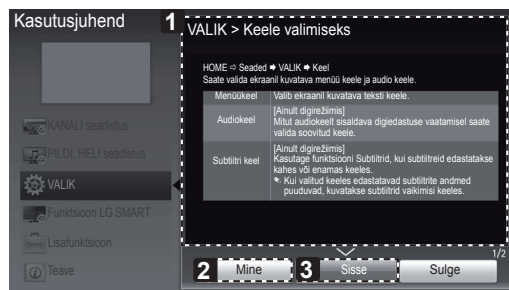 Kasutusjuhend
1
VALIK > Keele valimiseks
HOME ⇨ Seaded ➡ VALIK ➡ Keel
Saate valida ekraanil kuvatava menüü keele ja audio keele.
Menüükeel Valib ekraanil kuvatava teksti keele.
Audiokeel
[Ainult digirežiimis]
Mitut audiokeelt sisaldava digiedastuse vaatamisel saate
valida soovitud keele.
Subtiitri keel
[Ainult digirežiimis]
Kasutage funktsiooni Subtiitrid, kui subtiitreid edastatakse
kahes või enamas keeles.
Kui valitud keeles edastatavad subtiitrite andmed
puuduvad, kuvatakse subtiitrid vaikimisi keeles.
KANALI seadistus
PILDI, HELI seadistus
VALIK
Funktsioon LG SMART
Lisafunktsioon
Teave
1/2
2 Mine
3 Sisse
Sulge